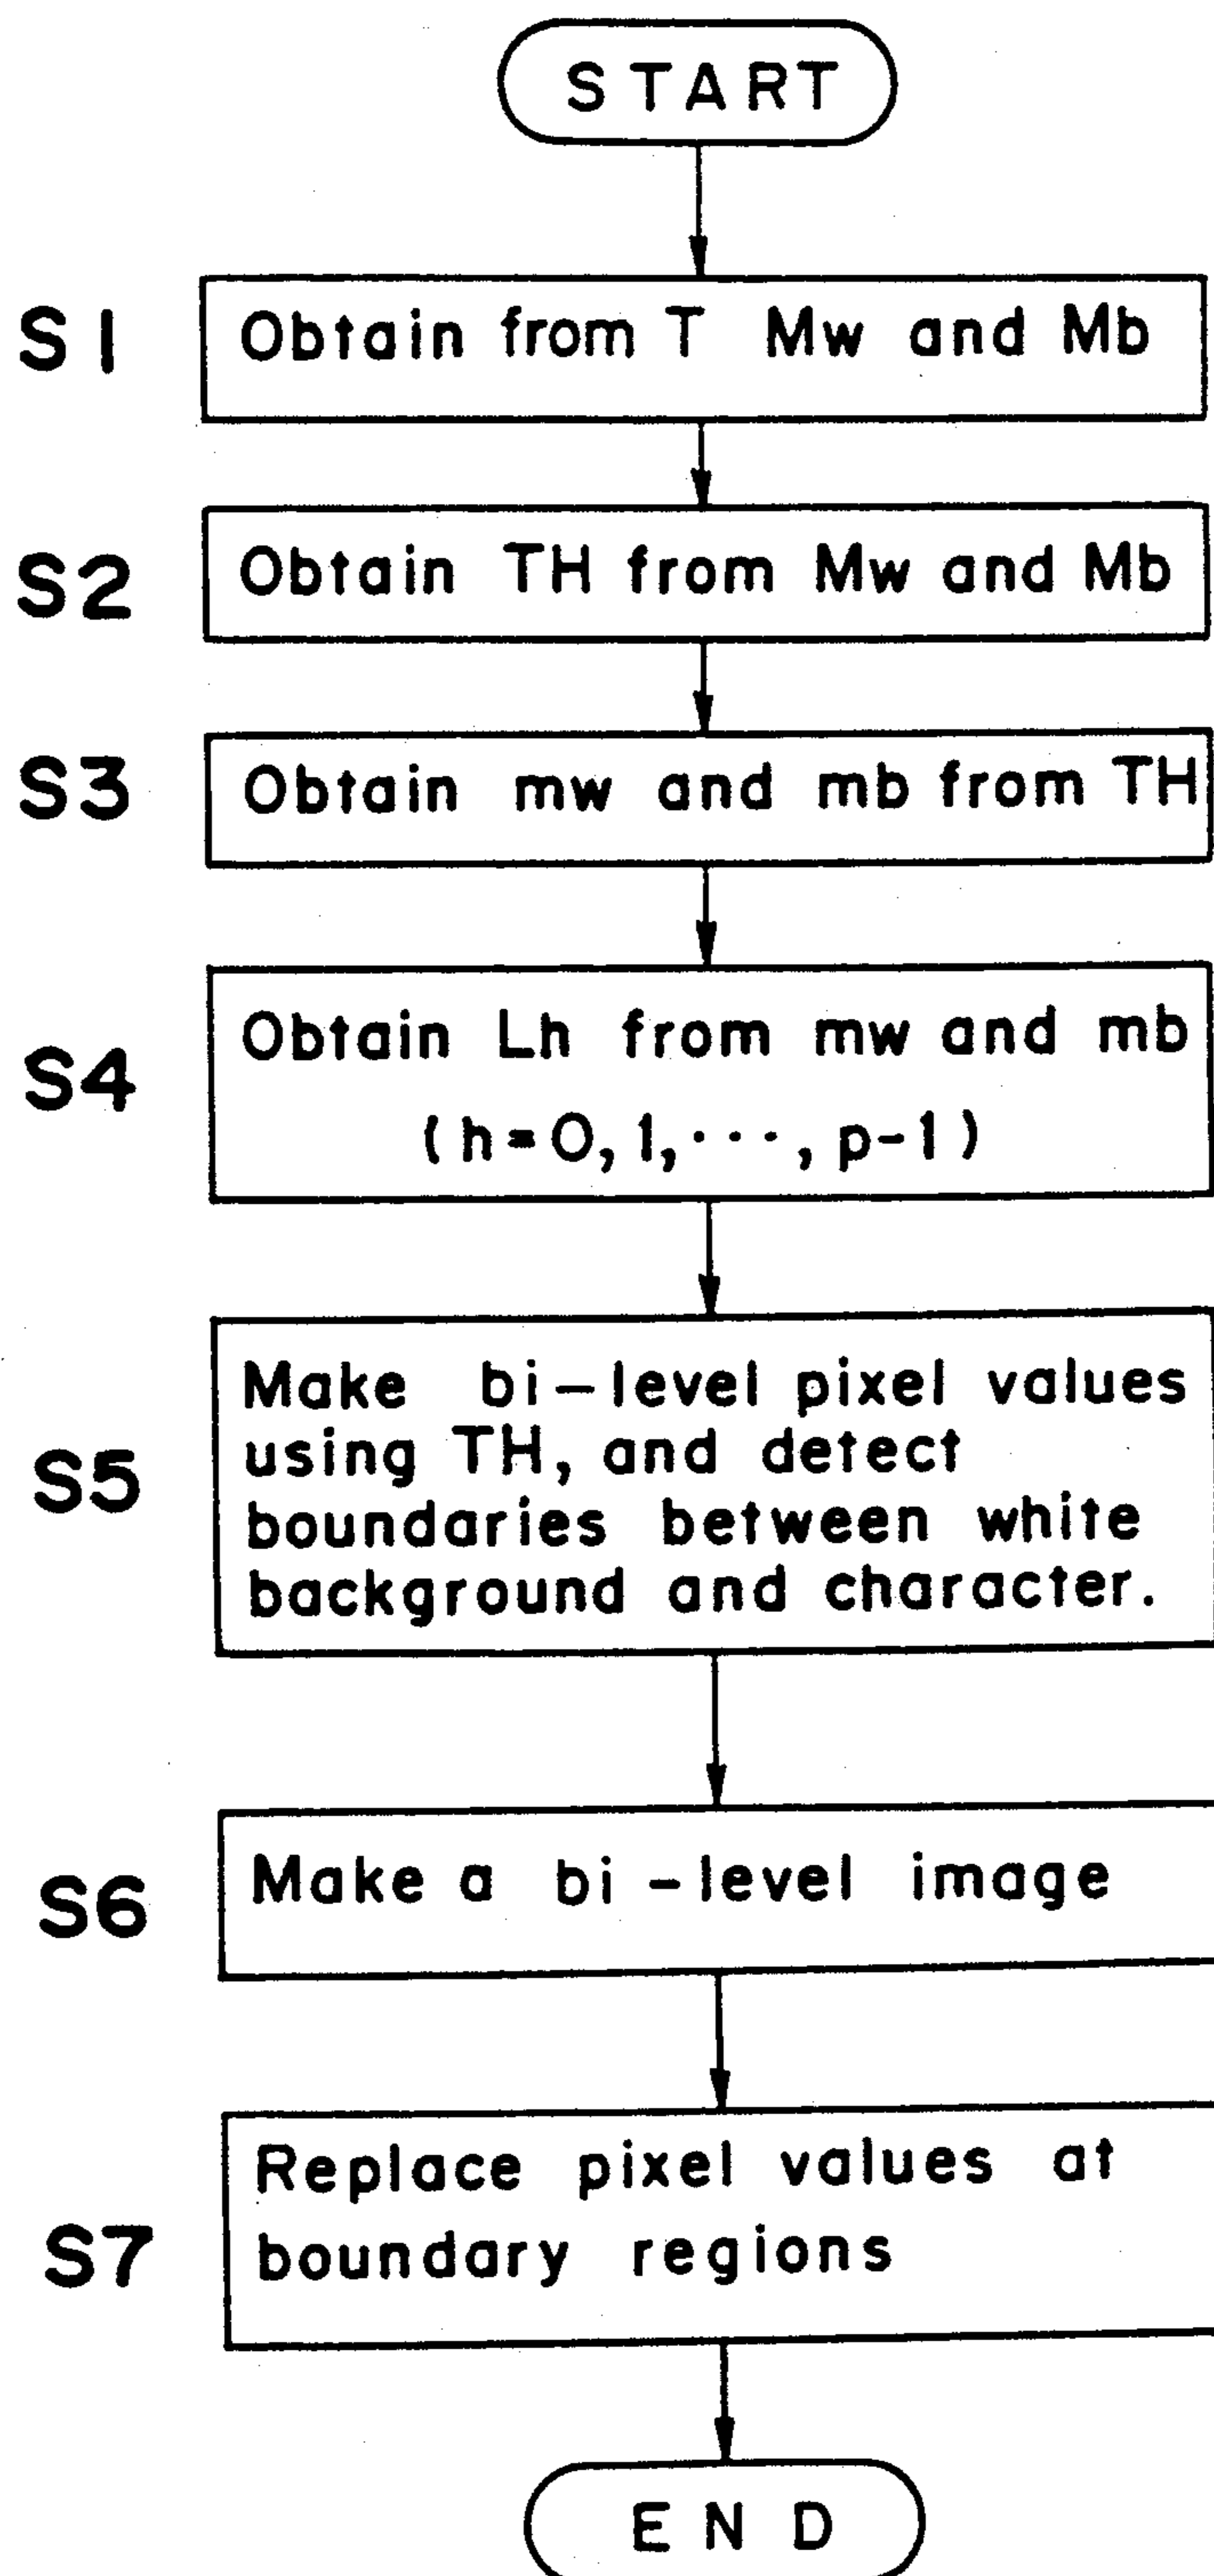 START
S1
Obtain from T Mw and Mb
S2
Obtain TH from Mw and Mb
S3
Obtain mw and mb from TH
S4
Obtain Lh from mw and mb
(h=0,1,···,p-1)
S5
Make bi-level pixel values
using TH, and detect
boundaries between white
background and character.
S6
Make a bi-level image
S7
Replace pixel values at
boundary regions
END